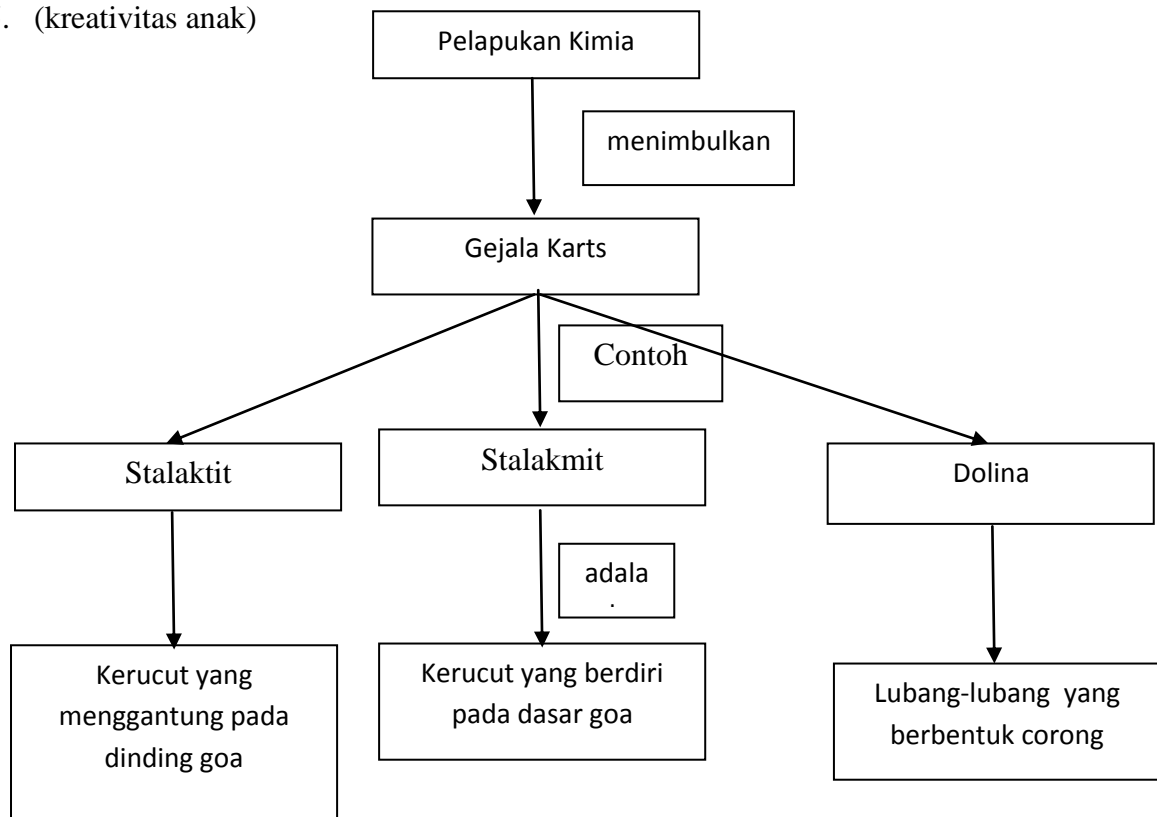 . (kreativitas anak)
Pelapukan Kimia
menimbulkan
Gejala Karts
Contoh
Stalaktit
Stalakmit
Dolina
adala
Kerucut yang
menggantung pada
dinding goa
Kerucut yang berdiri
pada dasar goa
Lubang-lubang yang
berbentuk corong